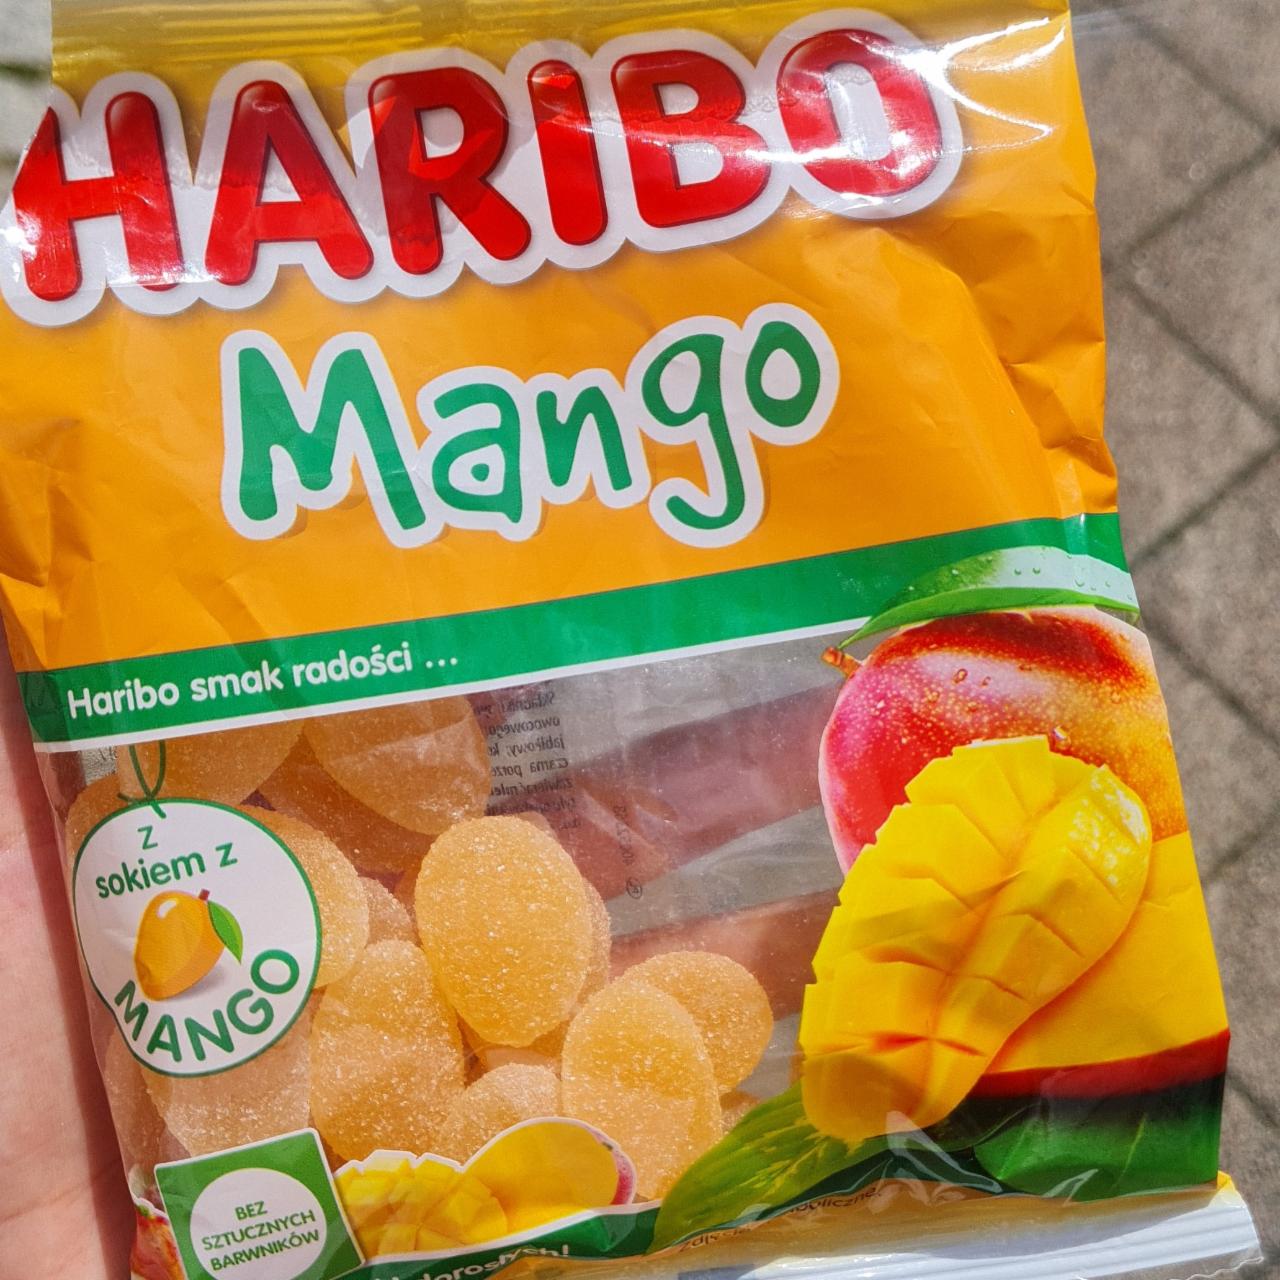 HARIBO
Mango
Haribo smak radości ...
z
sokiem z
MANGO
BEZ
SZTUCZNYCH
BARWNIKÓW